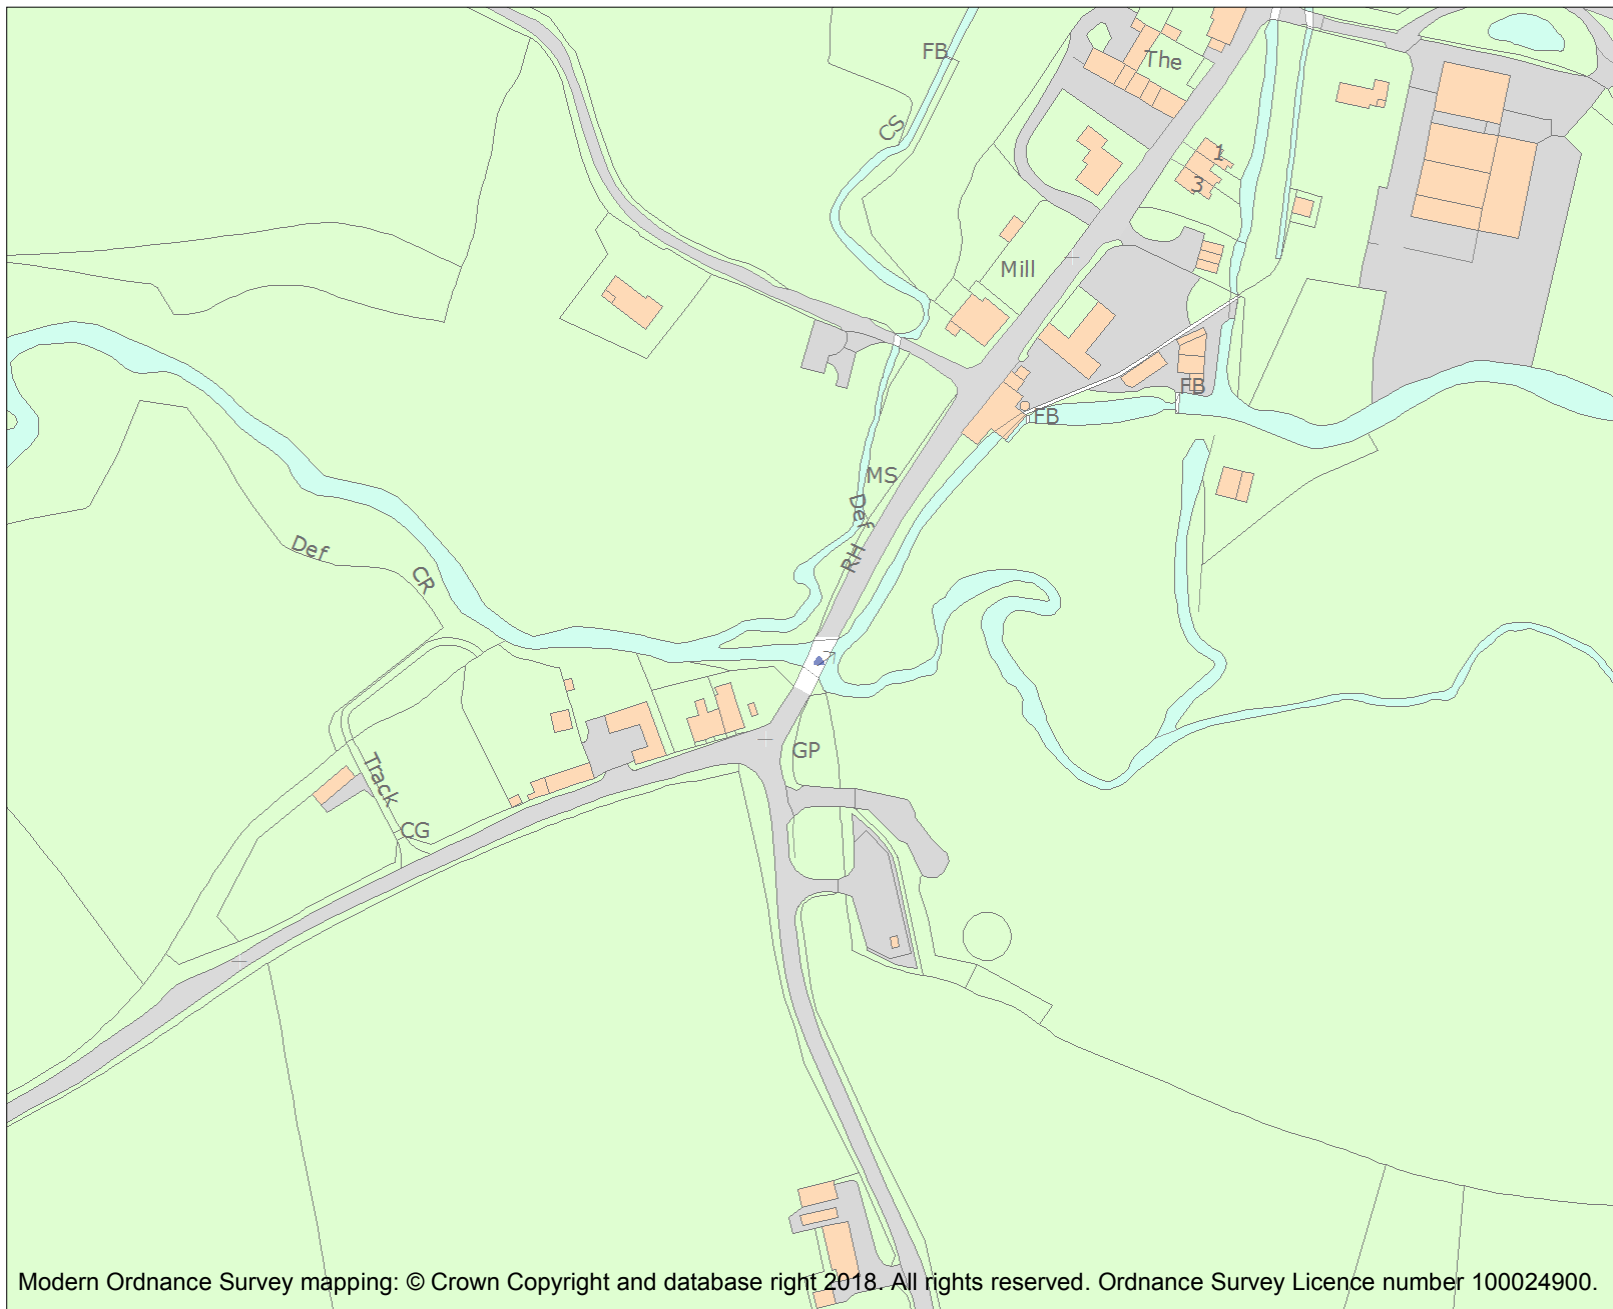 FB
The
CS
1
3
Mill
FB
FB
MS
Def
RH
Def
CR
GP
Track
CG
Modern Ordnance Survey mapping: © Crown Copyright and database right 2018. All rights reserved. Ordnance Survey Licence number 100024900.